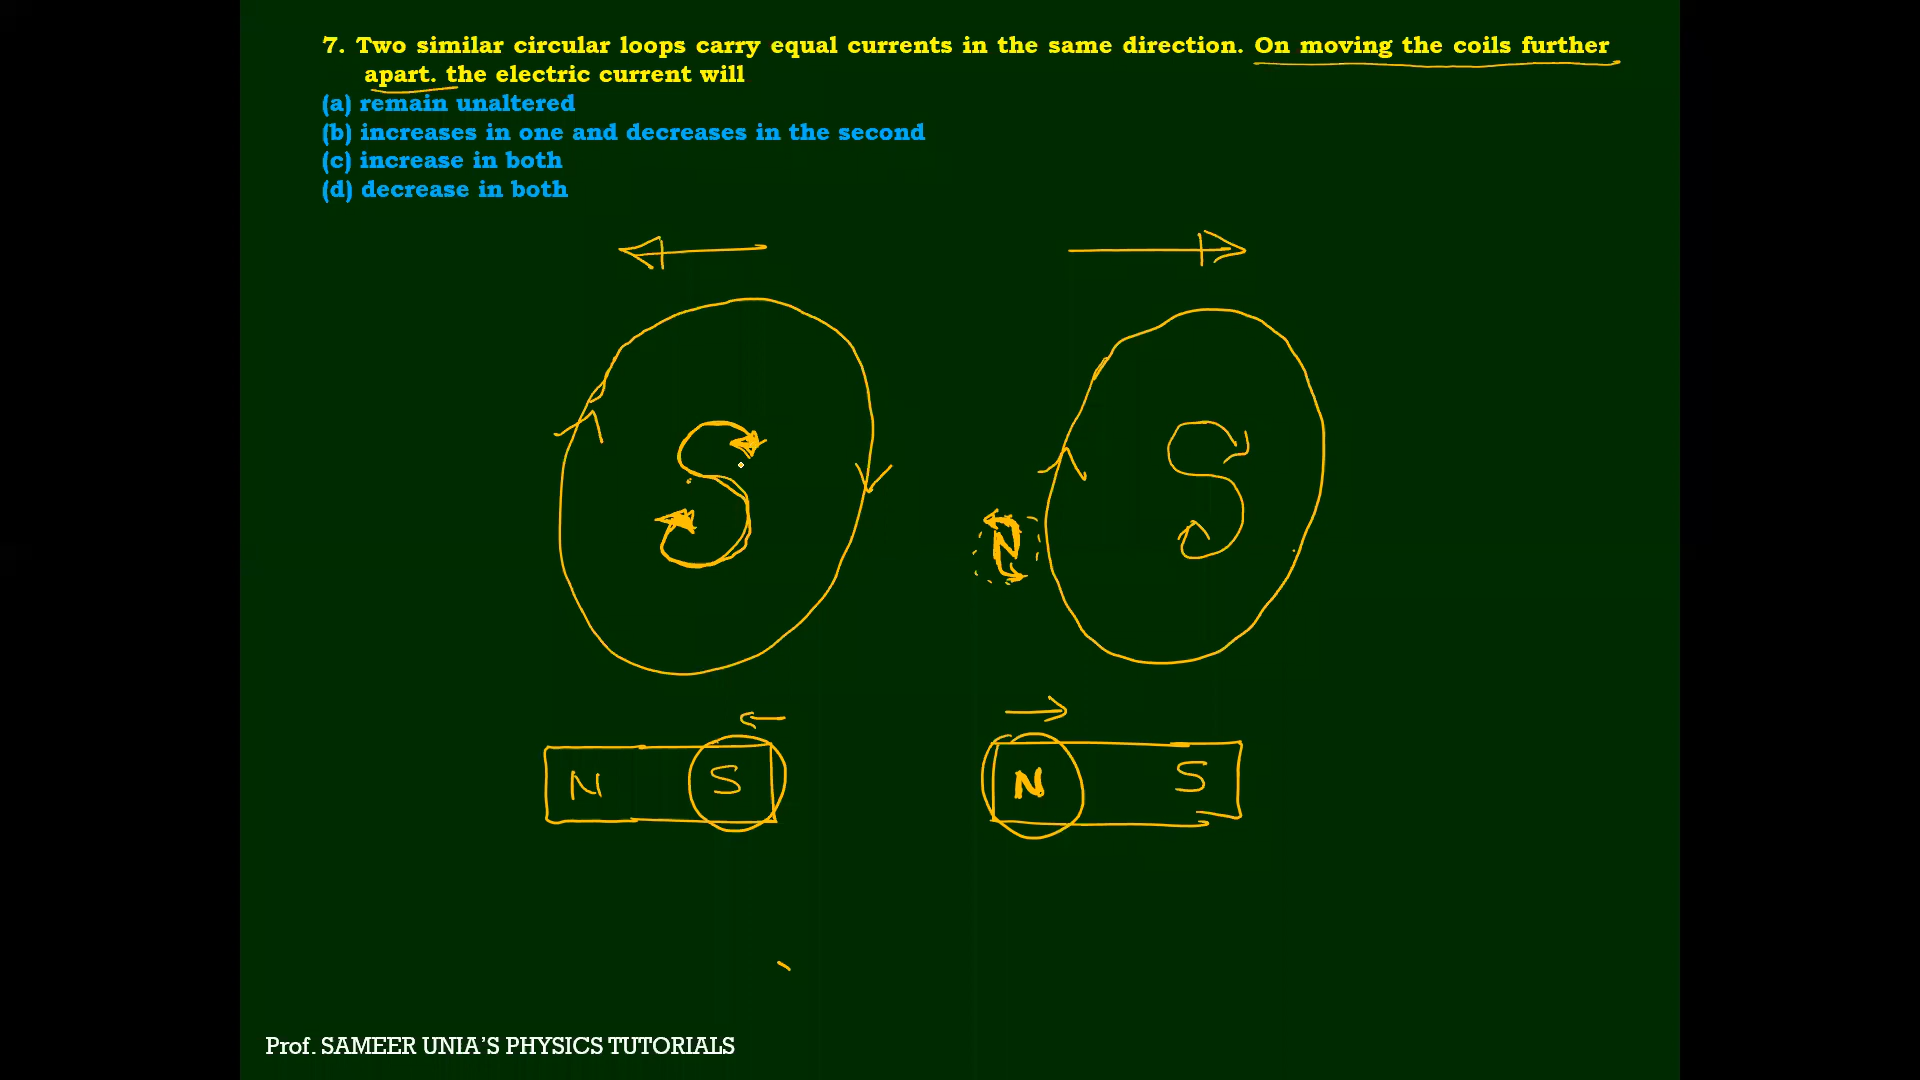 7. Two similar circular loops carry equal currents in the same direction. On moving the coils further
apart. the electric current will
(a) remain unaltered
(b) increases in one and decreases in the second
(c) increase in both
(d) decrease in both
S S
N
N S N S
Prof. SAMEER UNIA’S PHYSICS TUTORIALS